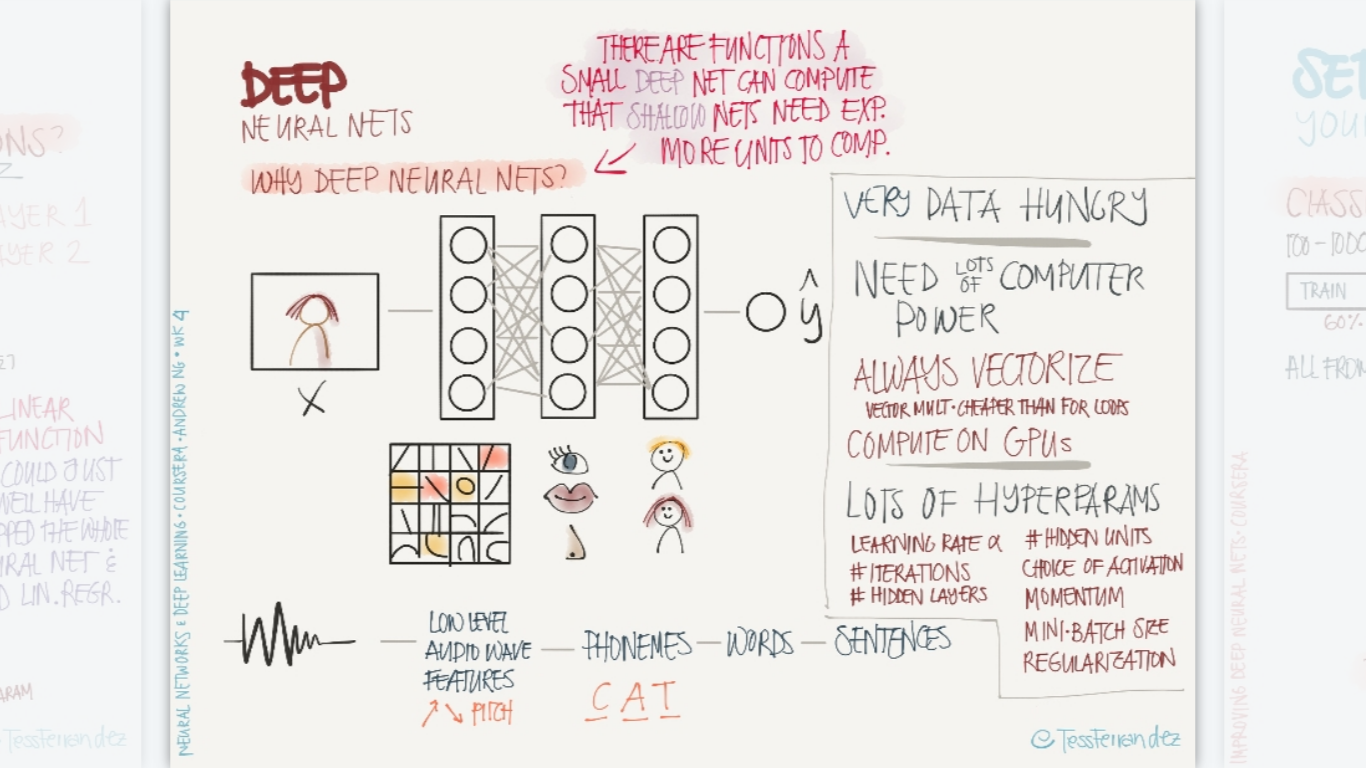 DEEP
NEURAL NETS
THERE ARE FUNCTIONS A
SMALL DEEP NET CAN COMPUTE
THAT SHALLOW NETS NEED EXP.
MORE UNITS TO COMP.
WHY DEEP NEURAL NETS?
X
ŷ
VERY DATA HUNGRY
NEED LOTS OF COMPUTER
POWER
ALWAYS VECTORIZE
VECTOR MULT. CHEAPER THAN FOR LOOPS
COMPUTE ON GPUs
LOTS OF HYPERPARAMS
LEARNING RATE α
# ITERATIONS
# HIDDEN LAYERS
# HIDDEN UNITS
CHOICE OF ACTIVATION
MOMENTUM
MINI-BATCH SIZE
REGULARIZATION
LOW LEVEL
AUDIO WAVE
FEATURES
↗ ↘ PITCH
PHONEMES
C A T
WORDS
SENTENCES
@TessFerrandez
NEURAL NETWORKS & DEEP LEARNING • COURSERA • ANDREW NG • WK 4
ONS?
AYER 1
AYER 2
LINEAR
FUNCTION
COULD JUST
WELL HAVE
PPED THE WHOLE
URAL NET &
D LIN. REGR.
ARAM
TessFerrandez
SET
YOU
CLASS
100-1000
TRAIN
60%
ALL FROM
IMPROVING DEEP NEURAL NETS • COURSERA